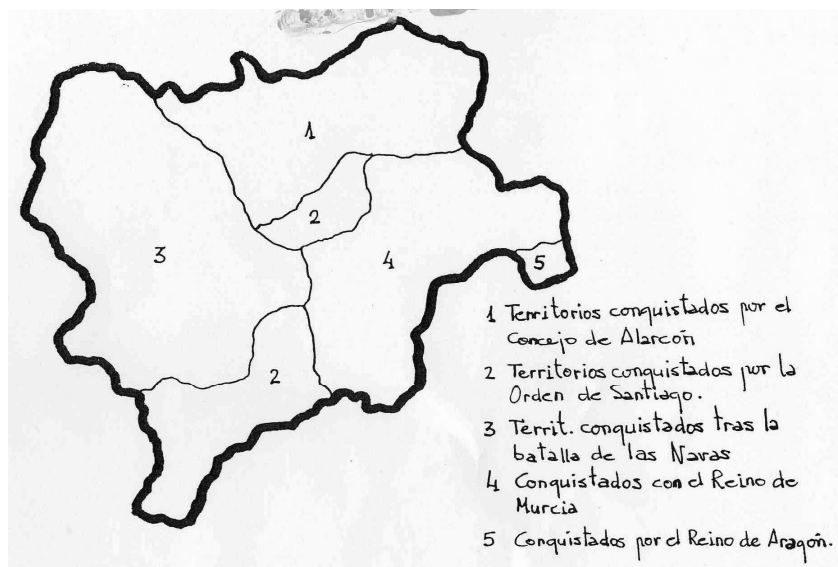 1
2
3
4
5
2
1 Territorios conquistados por el
Concejo de Alarcón
2 Territorios conquistados por la
Orden de Santiago.
3 Territ. conquistados tras la
batalla de las Navas
4 Conquistados con el Reino de
Murcia
5 Conquistados por el Reino de Aragón.